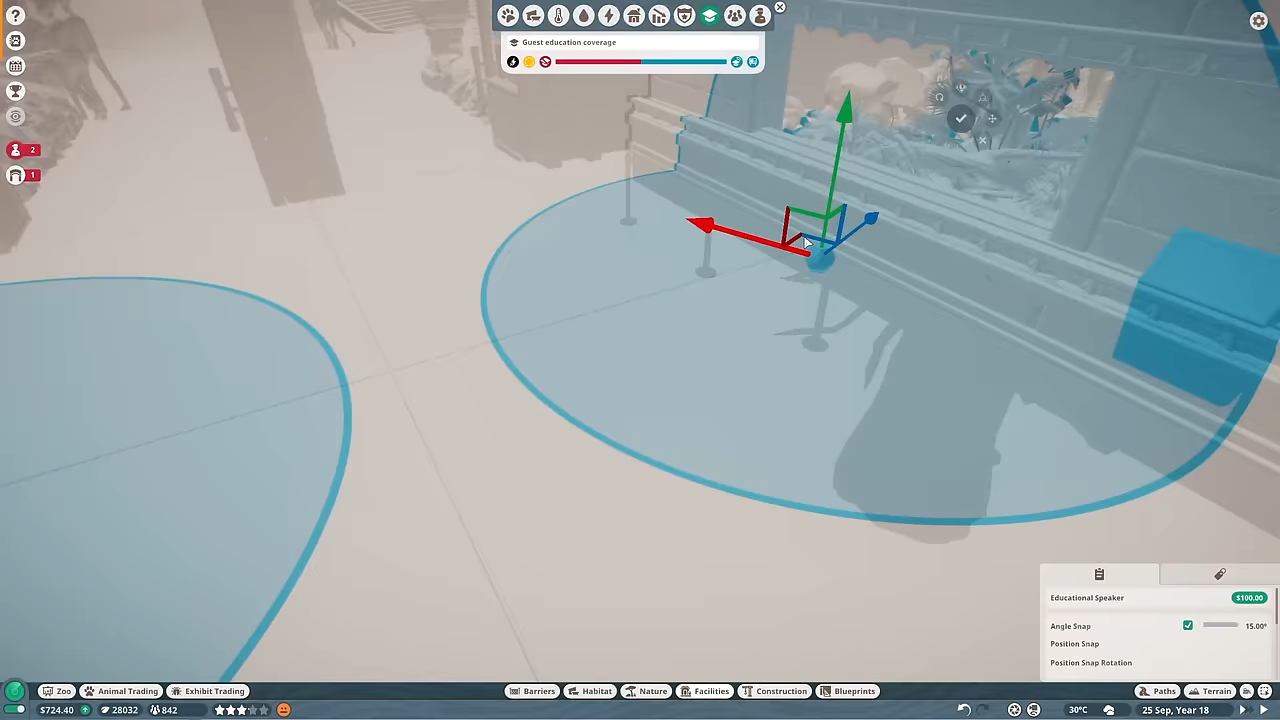 Guest education coverage
2
1
Educational Speaker
$100.00
Angle Snap
15.00°
Position Snap
Position Snap Rotation
Zoo
Animal Trading
Exhibit Trading
Barriers
Habitat
Nature
Facilities
Construction
Blueprints
Paths
Terrain
$724.40
28032
842
30°C
25 Sep, Year 18